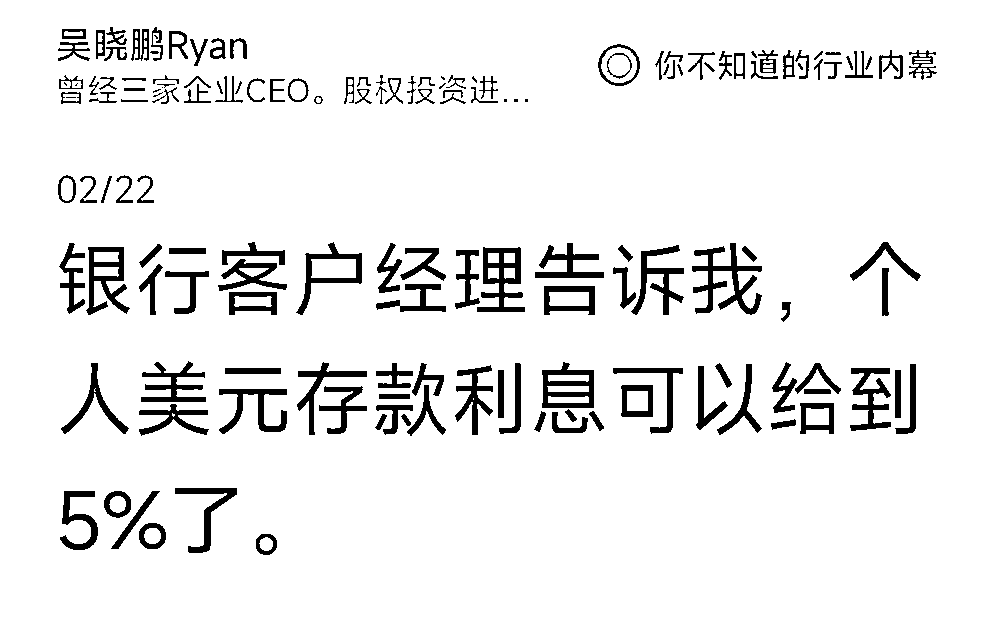 吴晓鹏Ryan
曾经三家企业CEO。股权投资进...
你不知道的行业内幕
02/22
银行客户经理告诉我，个
人美元存款利息可以给到
5%了。